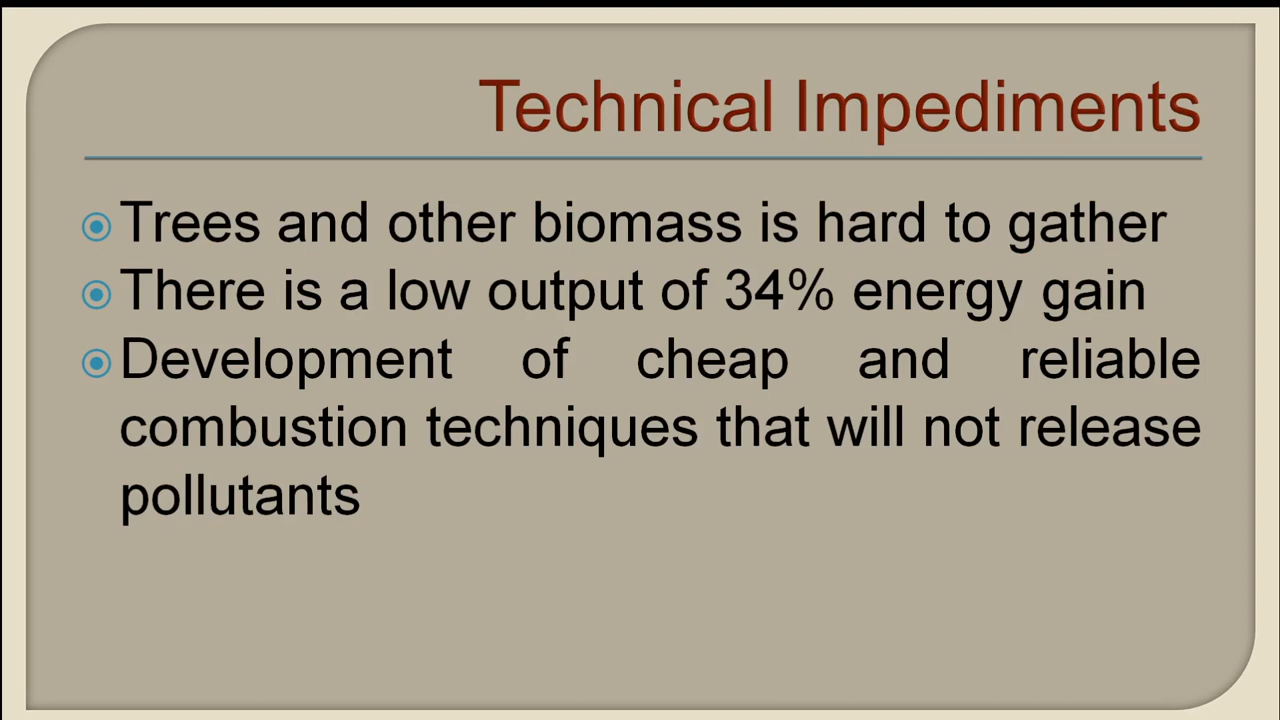 Technical Impediments
Trees and other biomass is hard to gather
There is a low output of 34% energy gain
Development of cheap and reliable
combustion techniques that will not release
pollutants